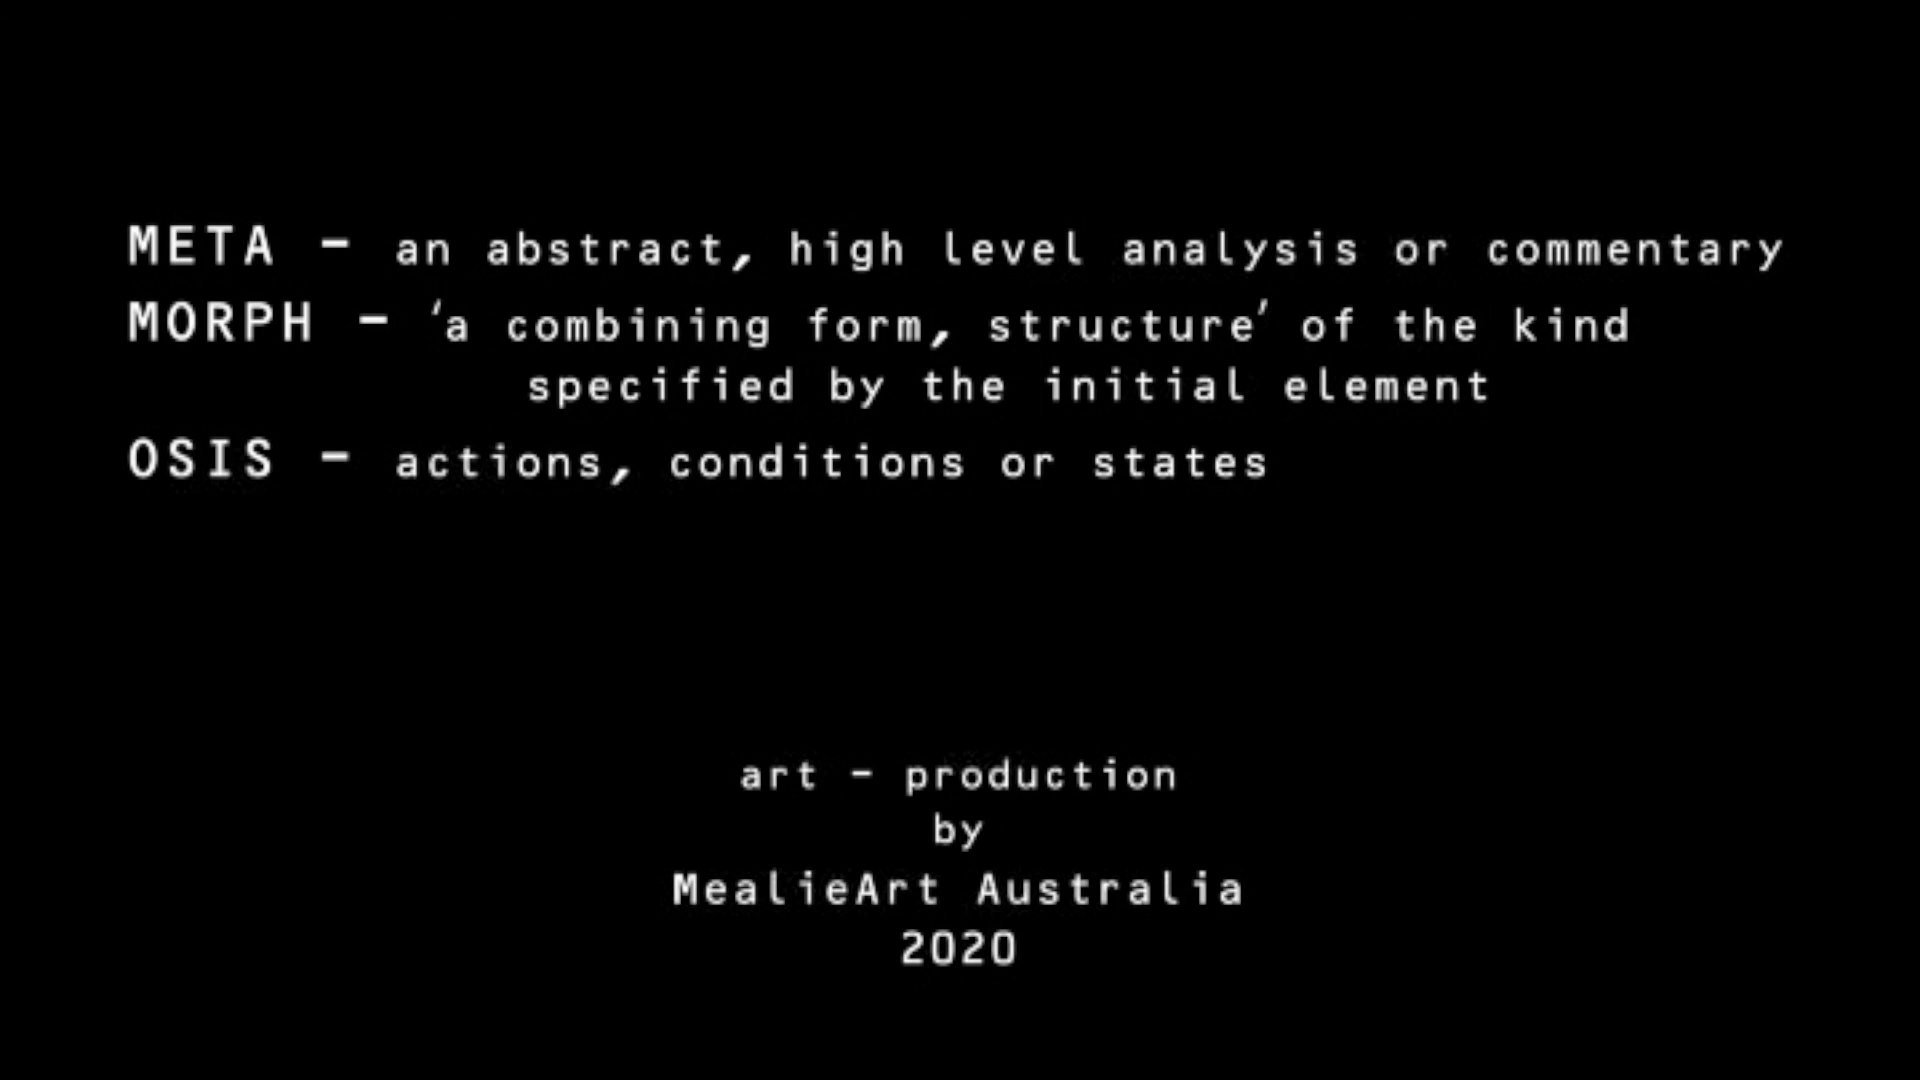 META - an abstract, high level analysis or commentary
MORPH - 'a combining form, structure' of the kind
specified by the initial element
OSIS - actions, conditions or states
art - production
by
MealieArt Australia
2020